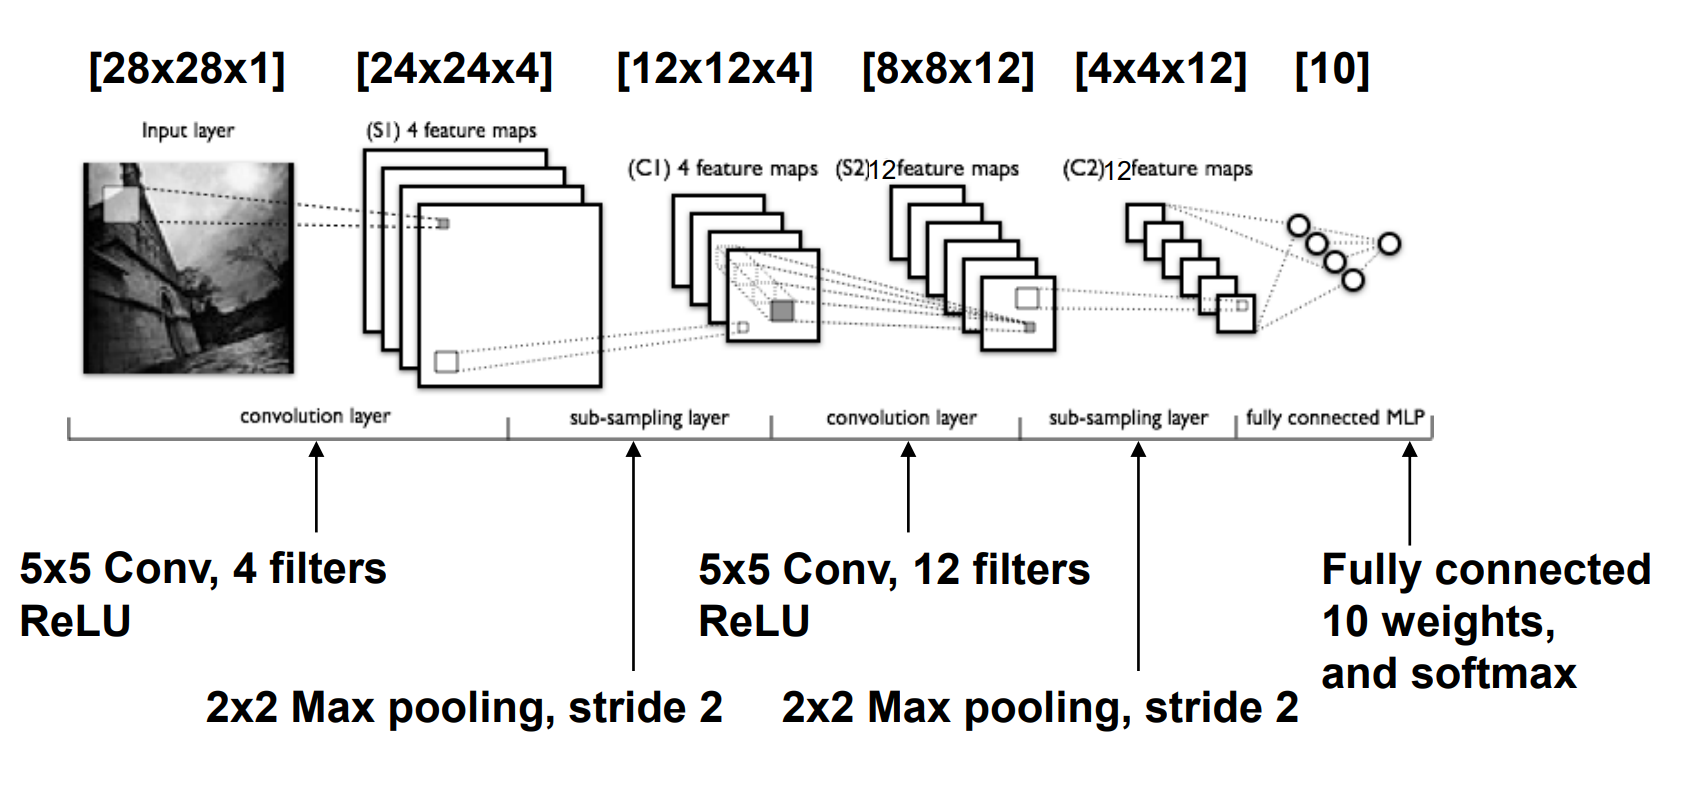 [28x28x1] [24x24x4] [12x12x4] [8x8x12] [4x4x12] [10]
Input layer
(S1) 4 feature maps
(C1) 4 feature maps
(S2)12feature maps
(C2)12feature maps
convolution layer
sub-sampling layer
convolution layer
sub-sampling layer
fully connected MLP
5x5 Conv, 4 filters
ReLU
2x2 Max pooling, stride 2
5x5 Conv, 12 filters
ReLU
2x2 Max pooling, stride 2
Fully connected
10 weights,
and softmax